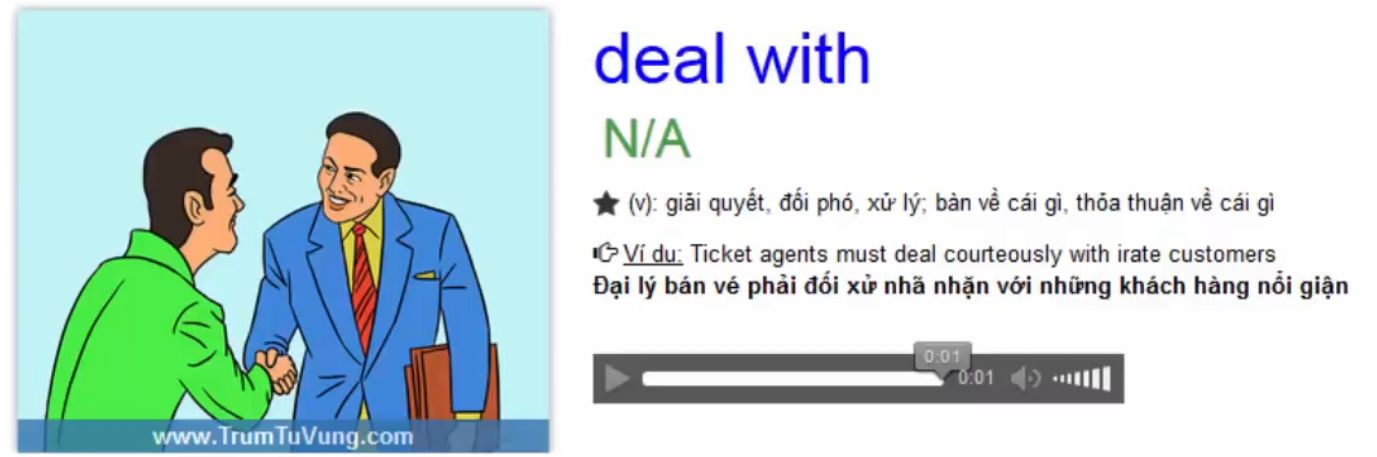 deal with
N/A
(v): giải quyết, đối phó, xử lý; bàn về cái gì, thỏa thuận về cái gì
Ví dụ: Ticket agents must deal courteously with irate customers
Đại lý bán vé phải đối xử nhã nhặn với những khách hàng nổi giận
0:01
0:01
www.TrumTuVung.com